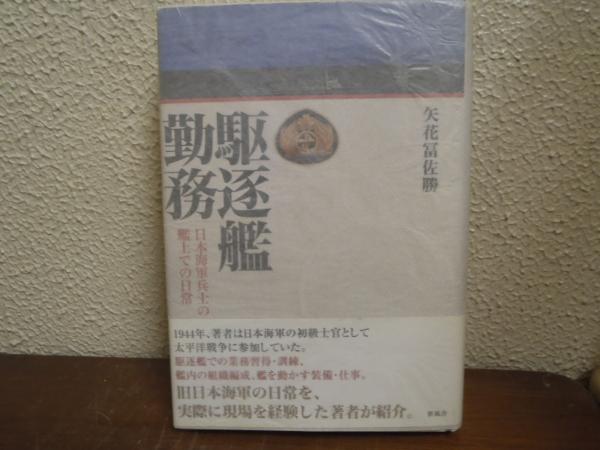 駆逐艦
勤務
日本海軍兵士の
艦上での日常
矢花冨佐勝
1944年、著者は日本海軍の初級士官として
太平洋戦争に参加していた。
駆逐艦での業務習得・訓練、
艦内の組織編成、艦を動かす装備・仕事。
旧日本海軍の日常を、
実際に現場を経験した著者が紹介。
新風舎